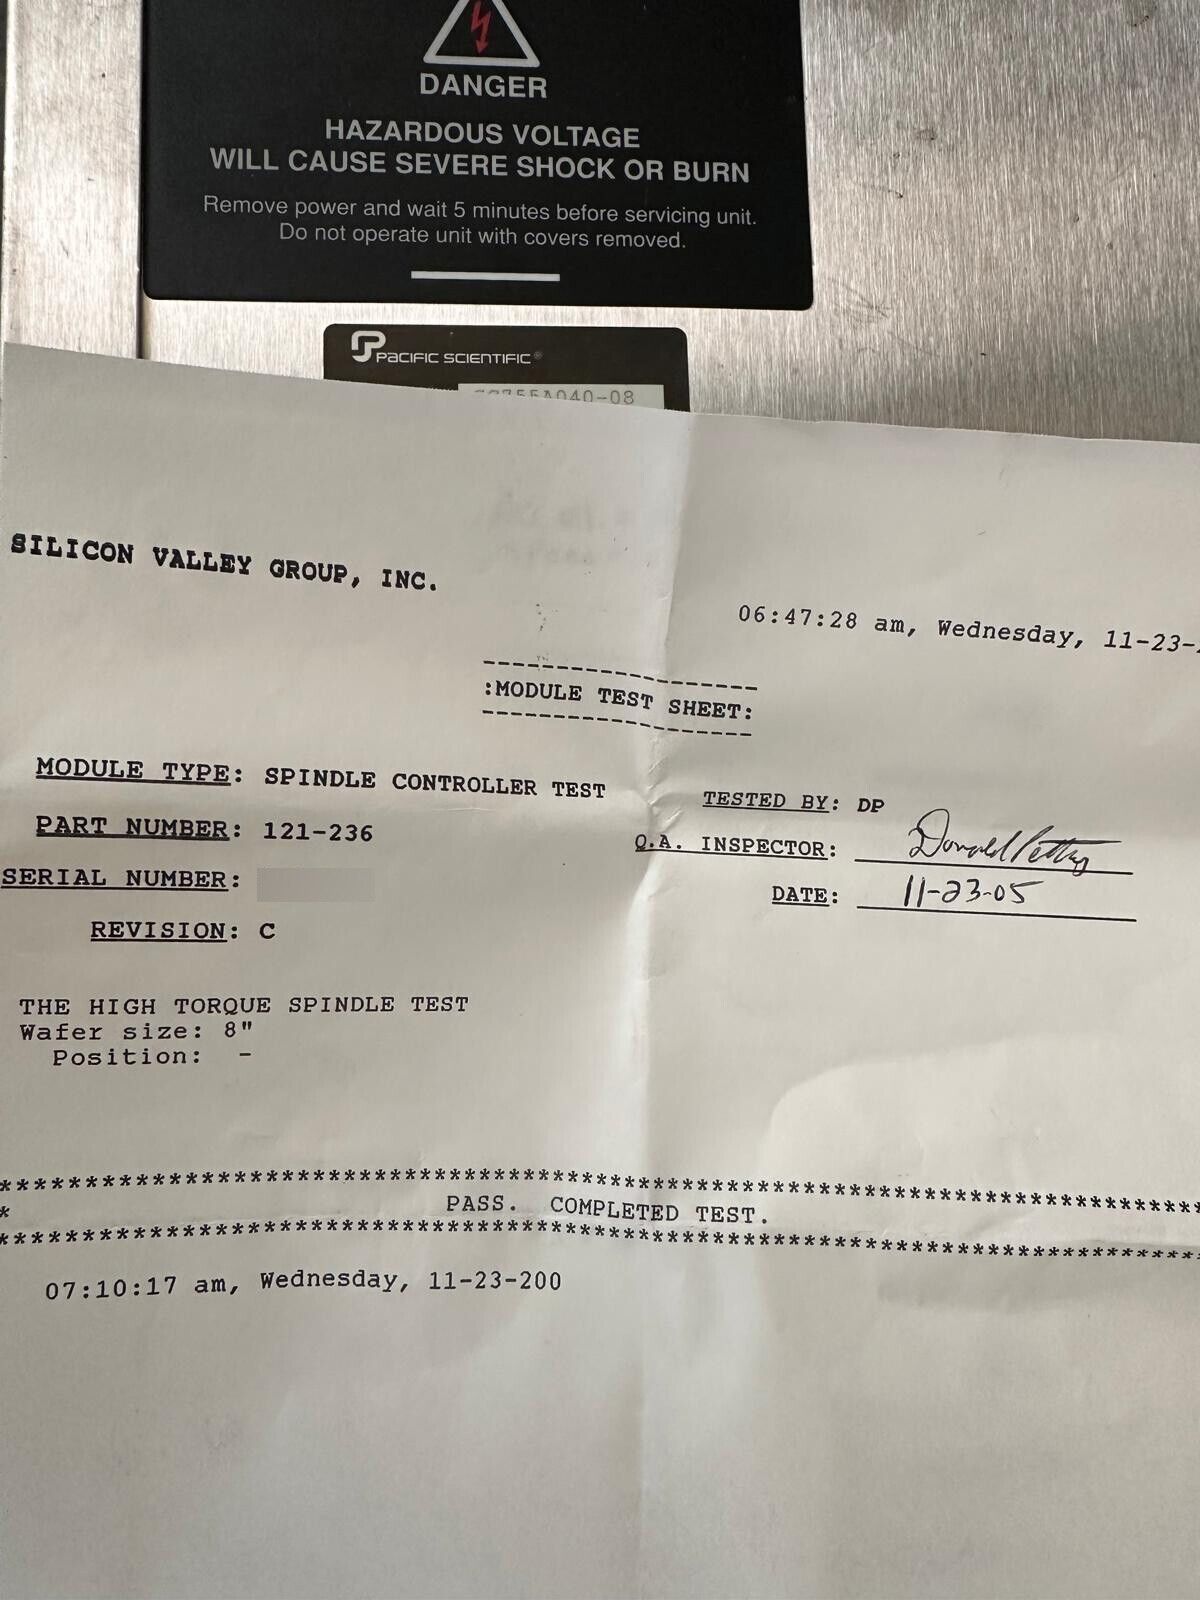 DANGER
HAZARDOUS VOLTAGE
WILL CAUSE SEVERE SHOCK OR BURN
Remove power and wait 5 minutes before servicing unit.
Do not operate unit with covers removed.
PACIFIC SCIENTIFIC®
755A040-08
SILICON VALLEY GROUP, INC.
06:47:28 am, Wednesday, 11-23-
:MODULE TEST SHEET:
MODULE TYPE: SPINDLE CONTROLLER TEST
TESTED BY: DP
PART NUMBER: 121-236
Q.A. INSPECTOR: Donald
SERIAL NUMBER:
DATE: 11-23-05
REVISION: C
THE HIGH TORQUE SPINDLE TEST
Wafer size: 8"
Position: -
*****************************************************************************
* PASS. COMPLETED TEST.
*****************************************************************************
07:10:17 am, Wednesday, 11-23-200